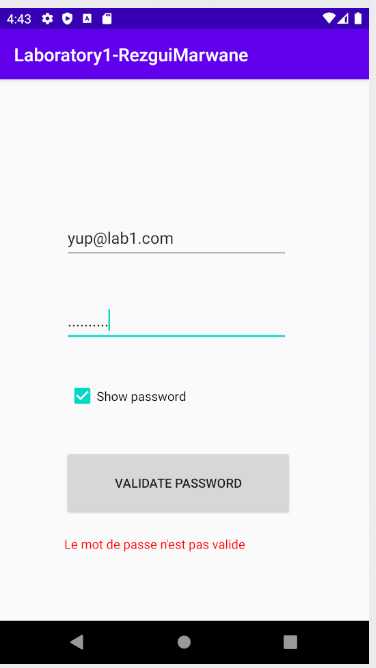 4:43
Laboratory1-RezguiMarwane
yup@lab1.com
..........
Show password
VALIDATE PASSWORD
Le mot de passe n'est pas valide